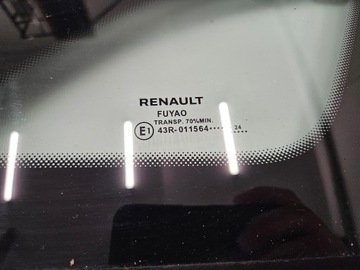 RENAULT
FUYAO
TRANSP. 70%MIN.
E1 43R-011564 ········ 24